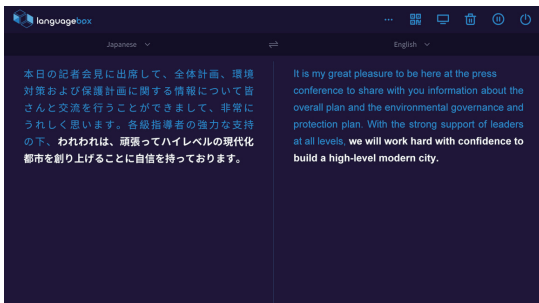 languagebox
Japanese
English
本日の記者会見に出席して、全体計画、環境
対策および保護計画に関する情報について皆
さんと交流を行うことができまして、非常に
うれしく思います。各級指導者の強力な支持
の下、われわれは、頑張ってハイレベルの現代化
都市を創り上げることに自信を持っております。
It is my great pleasure to be here at the press
conference to share with you information about the
overall plan and the environmental governance and
protection plan. With the strong support of leaders
at all levels, we will work hard with confidence to
build a high-level modern city.